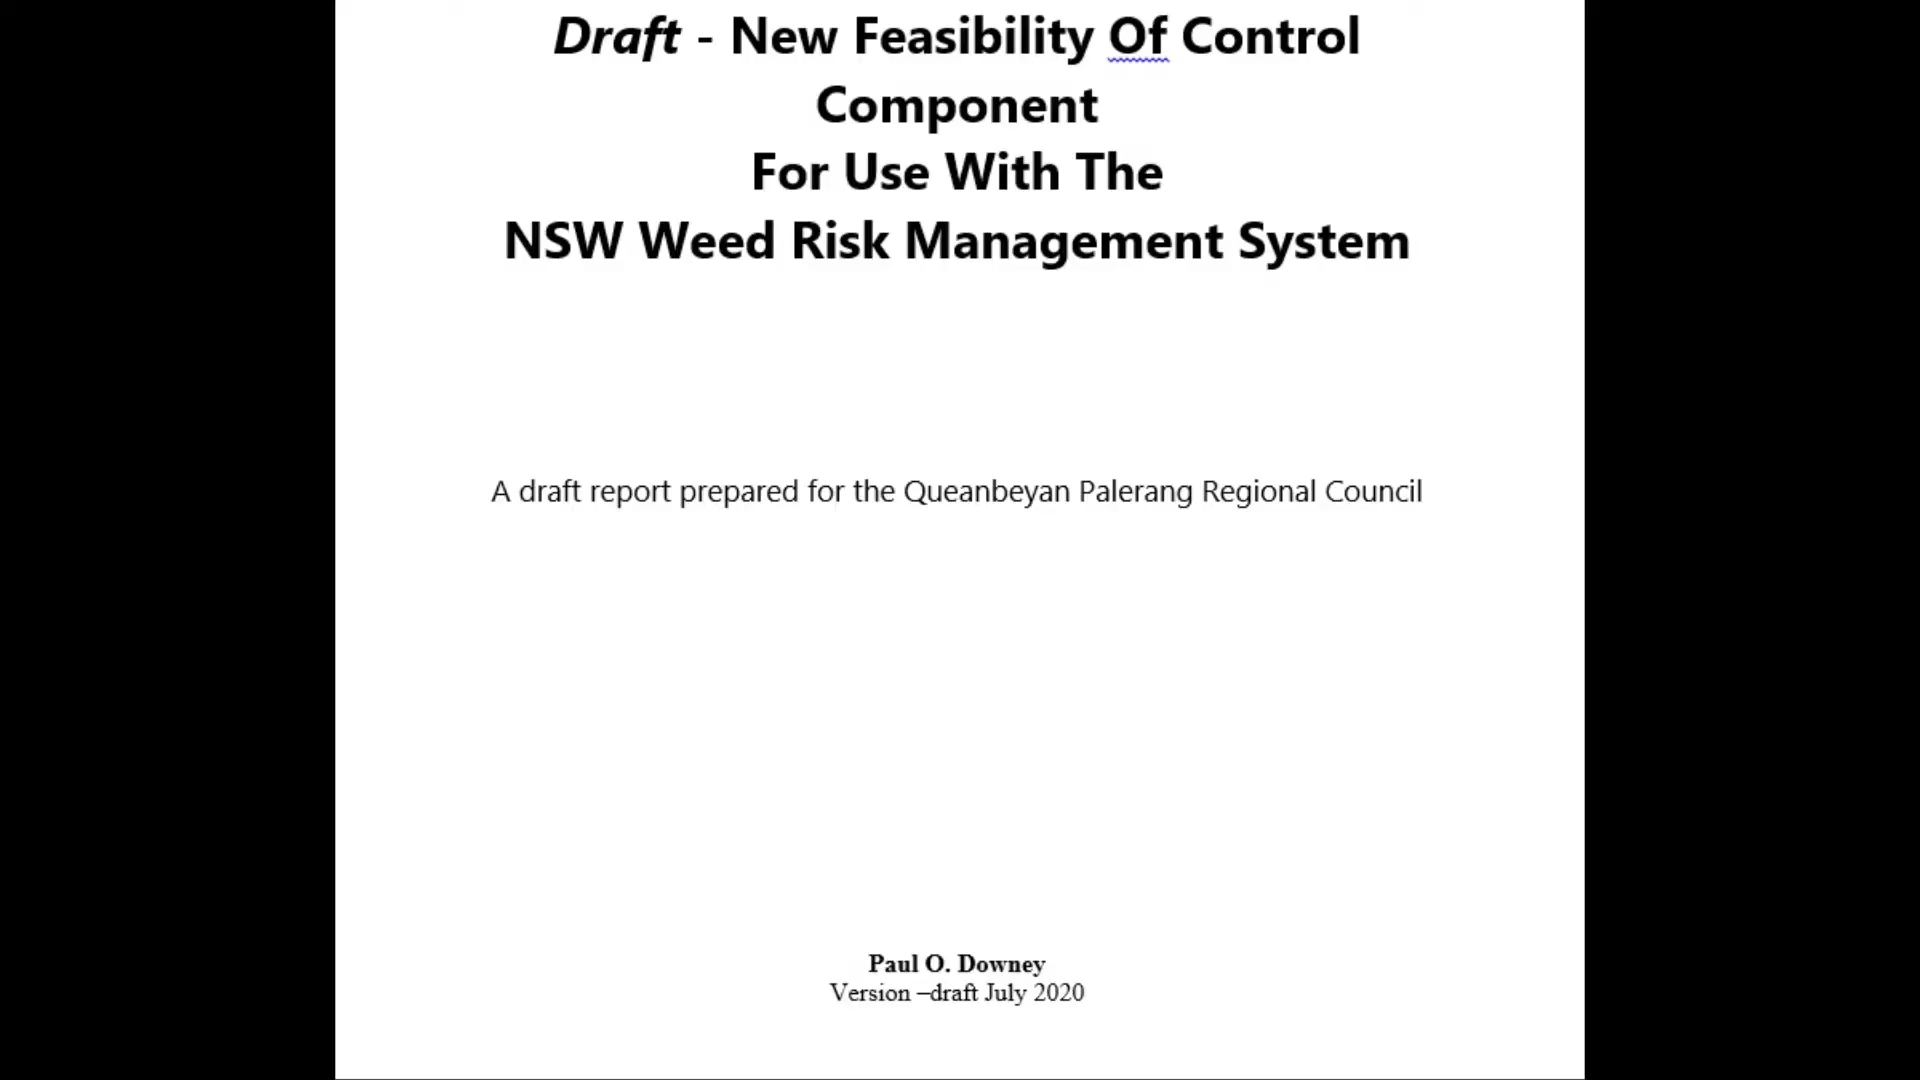 Draft - New Feasibility Of Control
Component
For Use With The
NSW Weed Risk Management System
A draft report prepared for the Queanbeyan Palerang Regional Council
Paul O. Downey
Version –draft July 2020